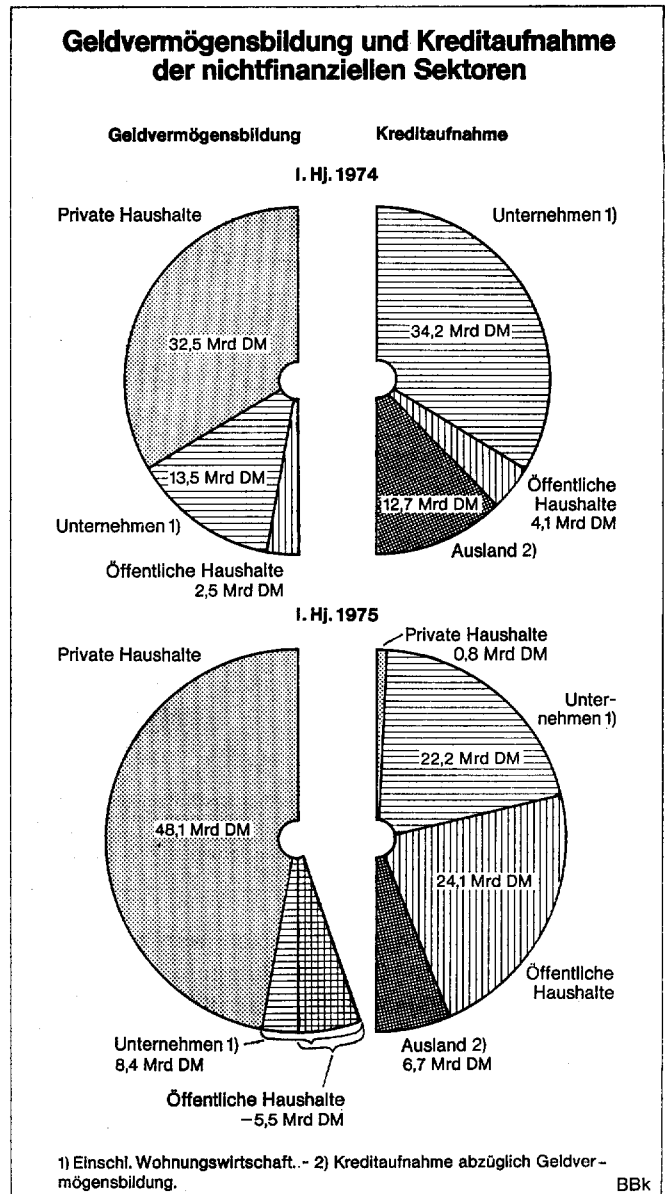 Geldvermögensbildung und Kreditaufnahme
der nichtfinanziellen Sektoren
Geldvermögensbildung
Kreditaufnahme
I. Hj. 1974
Private Haushalte
32,5 Mrd DM
13,5 Mrd DM
Unternehmen 1)
Öffentliche Haushalte
2,5 Mrd DM
Unternehmen 1)
34,2 Mrd DM
Öffentliche
Haushalte
4,1 Mrd DM
12,7 Mrd DM
Ausland 2)
I. Hj. 1975
Private Haushalte
48,1 Mrd DM
Unternehmen 1)
8,4 Mrd DM
Öffentliche Haushalte
–5,5 Mrd DM
Private Haushalte
0,8 Mrd DM
Unter-
nehmen 1)
22,2 Mrd DM
24,1 Mrd DM
Öffentliche
Haushalte
Ausland 2)
6,7 Mrd DM
1) Einschl. Wohnungswirtschaft.. - 2) Kreditaufnahme abzüglich Geldver-
mögensbildung.
BBk